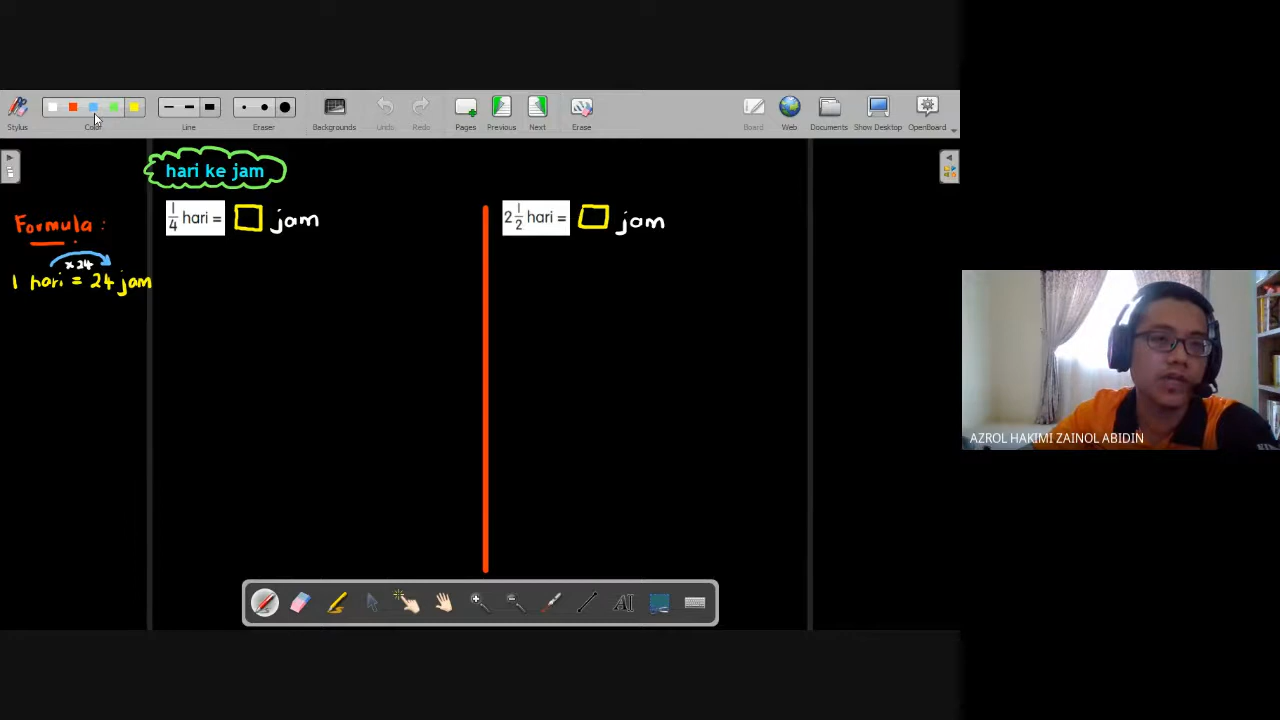 Stylus
Color
Line
Eraser
Backgrounds
Undo
Redo
Pages
Previous
Next
Erase
Board
Web
Documents
Show Desktop
OpenBoard
hari ke jam
Formula :
x 24
1 hari = 24 jam
1/4 hari = □ jam
2 1/2 hari = □ jam
AZROL HAKIMI ZAINOL ABIDIN
AI